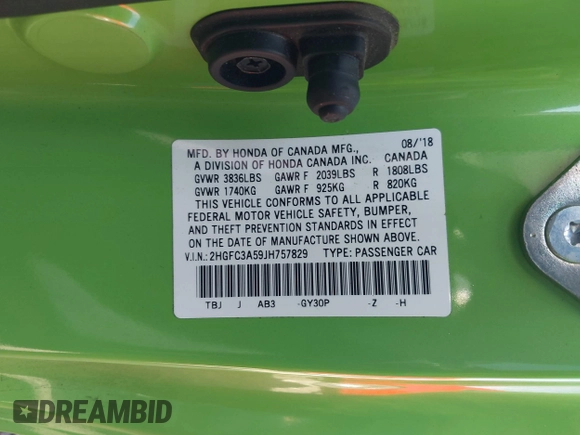 MFD. BY HONDA OF CANADA MFG., 08/'18
A DIVISION OF HONDA CANADA INC. CANADA
GVWR 3836LBS GAWR F 2039LBS R 1808LBS
GVWR 1740KG GAWR F 925KG R 820KG
THIS VEHICLE CONFORMS TO ALL APPLICABLE
FEDERAL MOTOR VEHICLE SAFETY, BUMPER,
AND THEFT PREVENTION STANDARDS IN EFFECT
ON THE DATE OF MANUFACTURE SHOWN ABOVE.
V.I.N.:2HGFC3A59JH757829 TYPE: PASSENGER CAR
TBJ J AB3 -GY30P -Z -H
DREAMBID